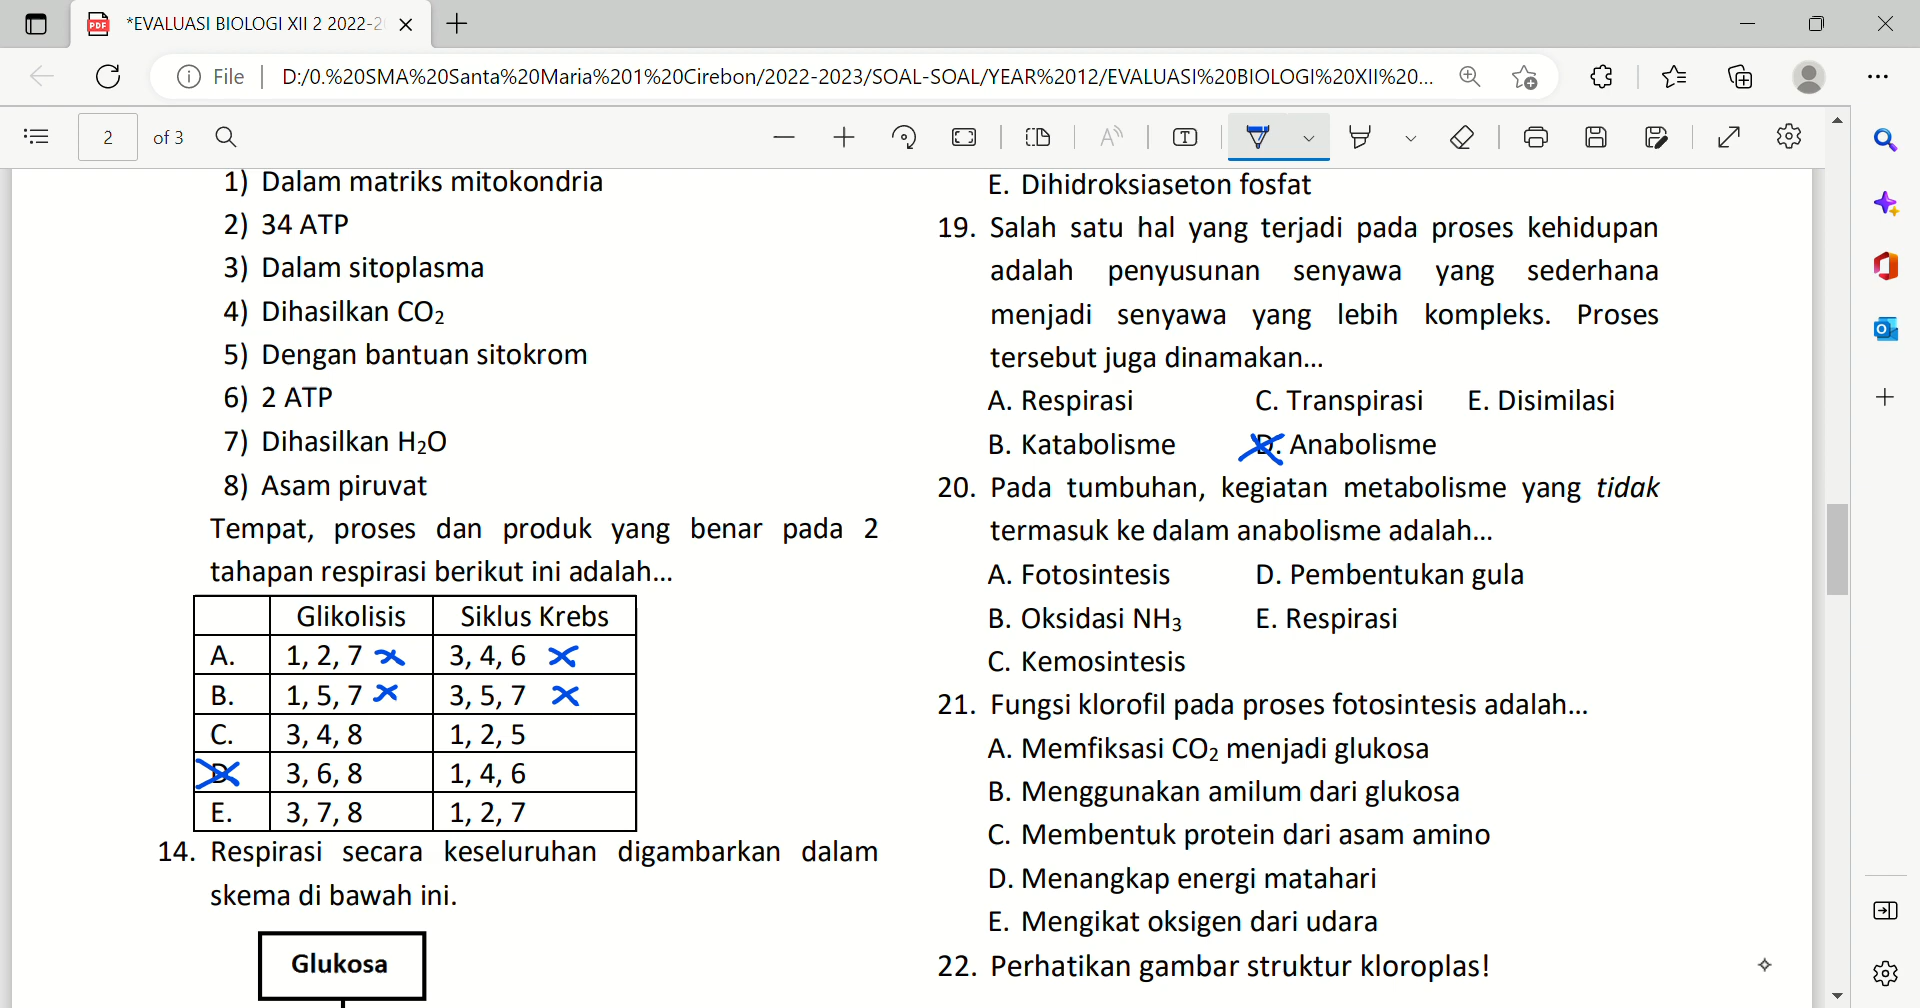 *EVALUASI BIOLOGI XII 2 2022-2
File
D:/0.%20SMA%20Santa%20Maria%201%20Cirebon/2022-2023/SOAL-SOAL/YEAR%2012/EVALUASI%20BIOLOGI%20XII%20...
2 of 3
1) Dalam matriks mitokondria
2) 34 ATP
3) Dalam sitoplasma
4) Dihasilkan CO₂
5) Dengan bantuan sitokrom
6) 2 ATP
7) Dihasilkan H₂O
8) Asam piruvat
Tempat, proses dan produk yang benar pada 2
tahapan respirasi berikut ini adalah...
Glikolisis Siklus Krebs
A. 1, 2, 7 3, 4, 6
B. 1, 5, 7 3, 5, 7
C. 3, 4, 8 1, 2, 5
D 3, 6, 8 1, 4, 6
E. 3, 7, 8 1, 2, 7
14. Respirasi secara keseluruhan digambarkan dalam
skema di bawah ini.
Glukosa
E. Dihidroksiaseton fosfat
19. Salah satu hal yang terjadi pada proses kehidupan
adalah penyusunan senyawa yang sederhana
menjadi senyawa yang lebih kompleks. Proses
tersebut juga dinamakan...
A. Respirasi C. Transpirasi E. Disimilasi
B. Katabolisme D. Anabolisme
20. Pada tumbuhan, kegiatan metabolisme yang tidak
termasuk ke dalam anabolisme adalah...
A. Fotosintesis D. Pembentukan gula
B. Oksidasi NH₃ E. Respirasi
C. Kemosintesis
21. Fungsi klorofil pada proses fotosintesis adalah...
A. Memfiksasi CO₂ menjadi glukosa
B. Menggunakan amilum dari glukosa
C. Membentuk protein dari asam amino
D. Menangkap energi matahari
E. Mengikat oksigen dari udara
22. Perhatikan gambar struktur kloroplas!